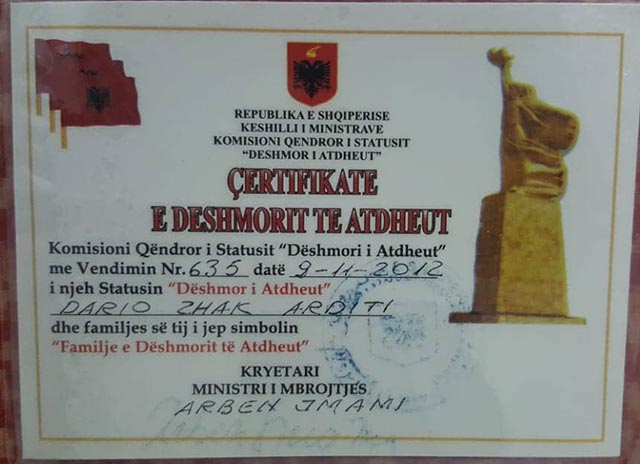 REPUBLIKA E SHQIPERISE
KESHILLI I MINISTRAVE
KOMISIONI QENDROR I STATUSIT
“DESHMOR I ATDHEUT”
ÇERTIFIKATE
E DESHMORIT TE ATDHEUT
Komisioni Qëndror i Statusit “Dëshmori i Atdheut”
me Vendimin Nr. 635 datë 9-11-2012
i njeh Statusin “Dëshmor i Atdheut”
DARIO ZHAK ARDITI
dhe familjes së tij i jep simbolin
“Familje e Dëshmorit të Atdheut”
KRYETARI
MINISTRI I MBROJTJES
ARBEN IMAMI